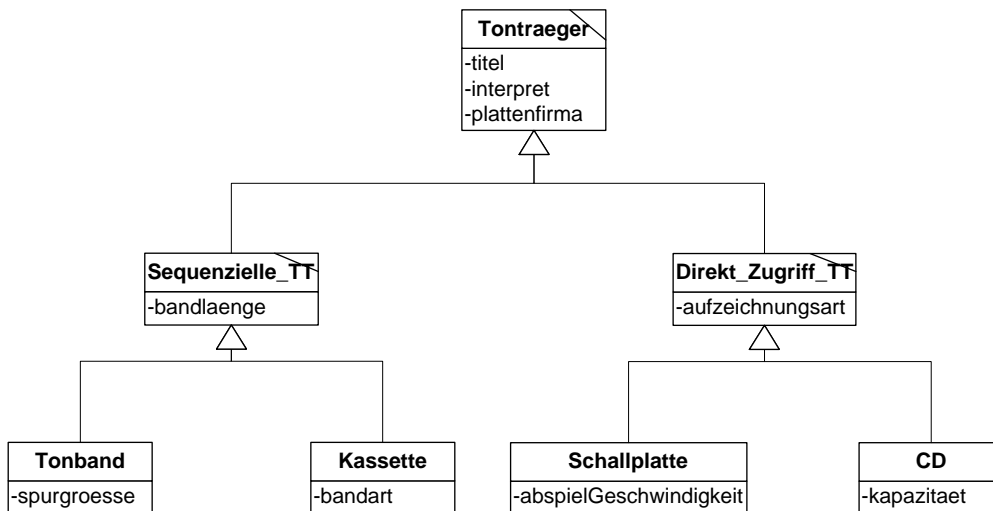 Tontraeger
-titel
-interpret
-plattenfirma
Sequenzielle_TT
-bandlaenge
Direkt_Zugriff_TT
-aufzeichnungsart
Tonband
-spurgroesse
Kassette
-bandart
Schallplatte
-abspielGeschwindigkeit
CD
-kapazitaet